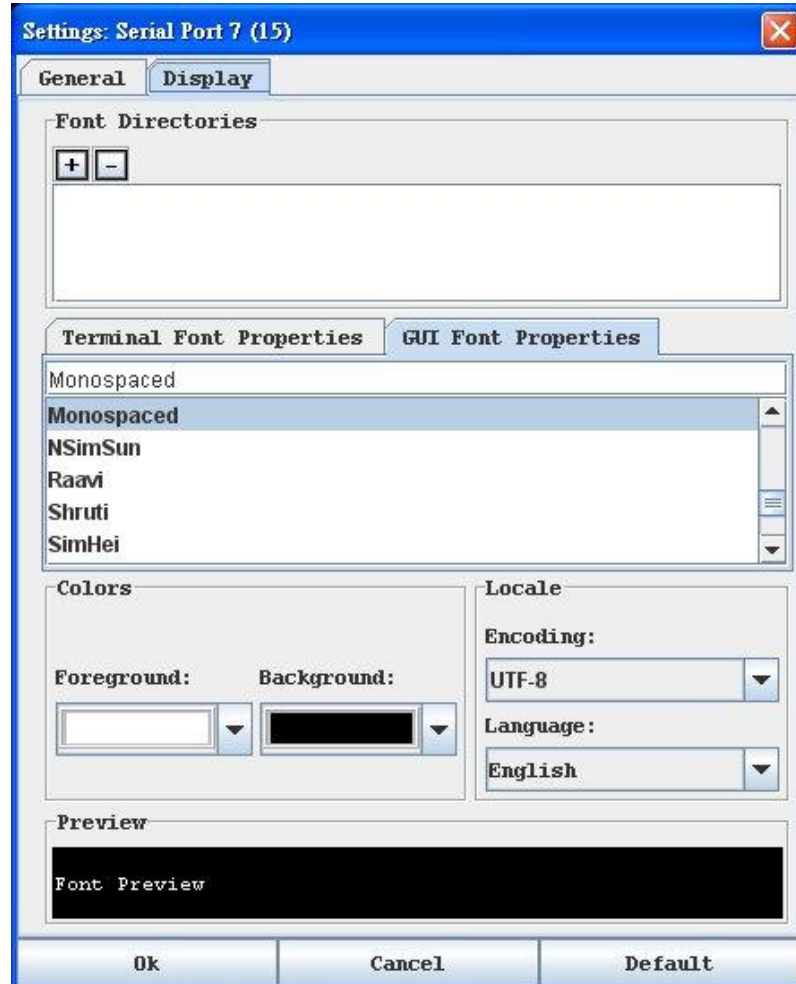 Settings: Serial Port 7 (15)
General Display
Font Directories
+ -
Terminal Font Properties GUI Font Properties
Monospaced
Monospaced
NSimSun
Raavi
Shruti
SimHei
Colors Locale
Encoding:
Foreground: Background: UTF-8
Language:
English
Preview
Font Preview
Ok Cancel Default